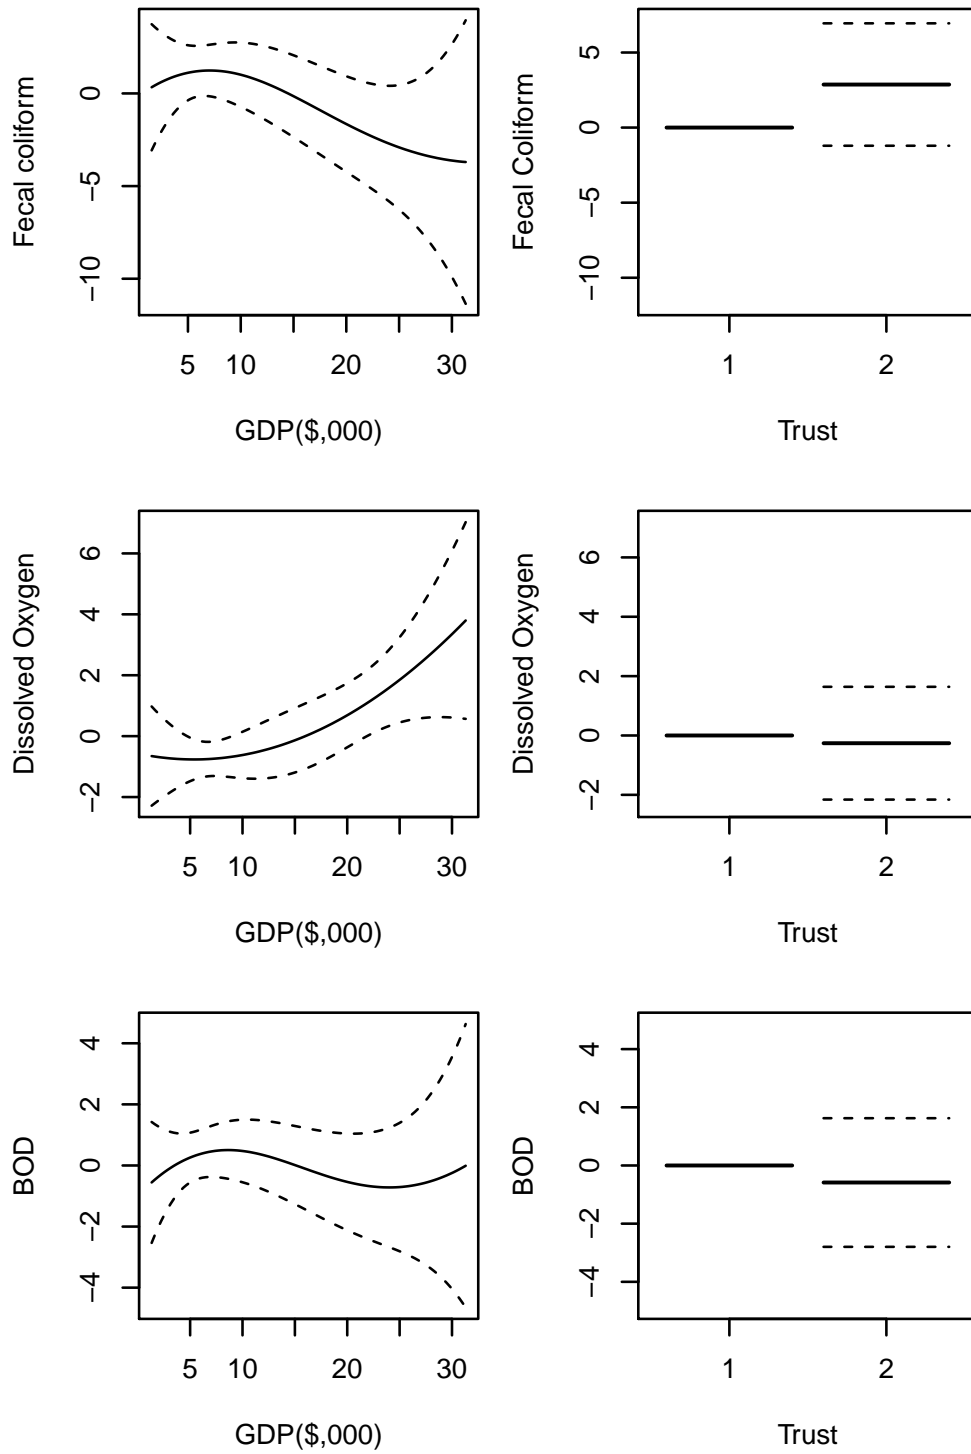 Fecal coliform
0
−5
−10
5 10 20 30
GDP($,000)
Fecal Coliform
5
0
−5
−10
1 2
Trust
Dissolved Oxygen
6
4
2
0
−2
5 10 20 30
GDP($,000)
Dissolved Oxygen
6
4
2
0
−2
1 2
Trust
BOD
4
2
0
−2
−4
5 10 20 30
GDP($,000)
BOD
4
2
0
−2
−4
1 2
Trust